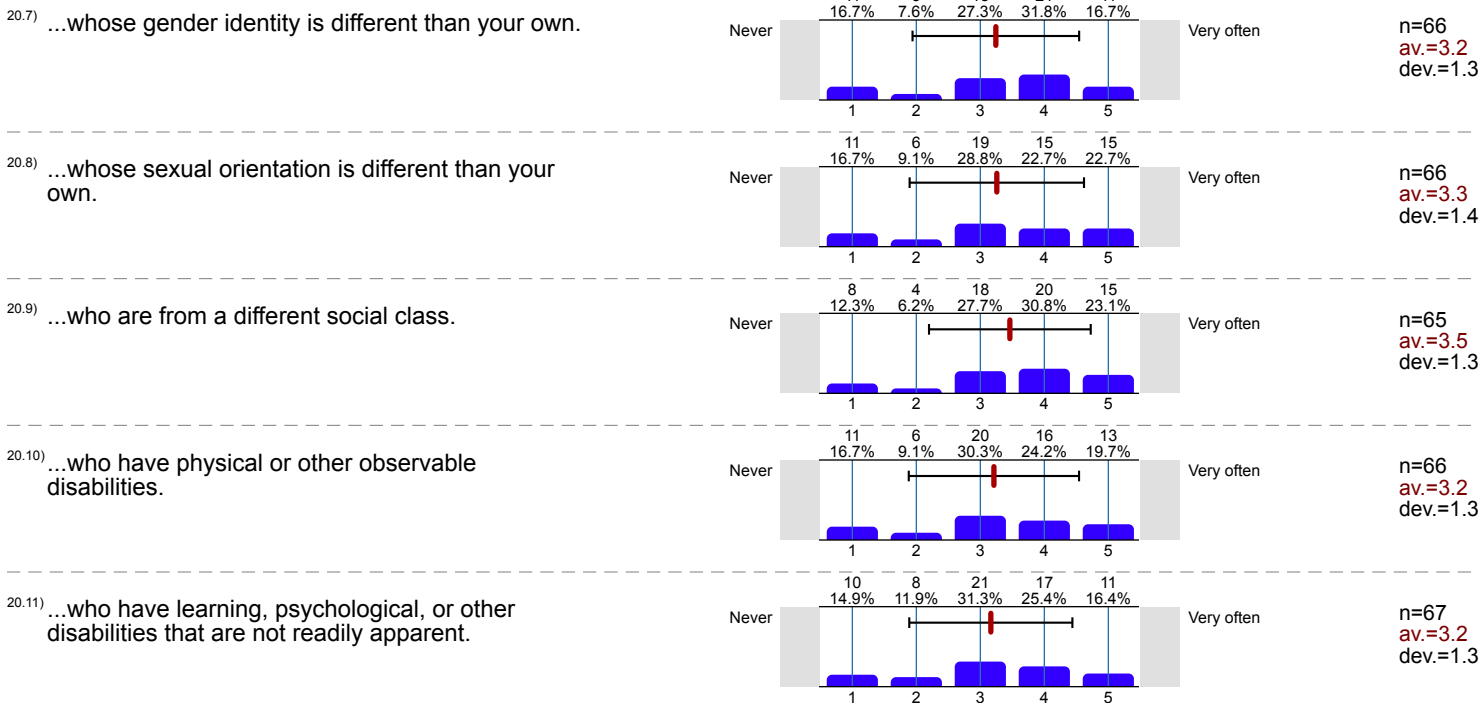 20.7) ...whose gender identity is different than your own.
16.7% 7.6% 27.3% 31.8% 16.7%
Never
Very often
n=66
av.=3.2
dev.=1.3
1 2 3 4 5
20.8) ...whose sexual orientation is different than your
own.
11 6 19 15 15
16.7% 9.1% 28.8% 22.7% 22.7%
Never
Very often
n=66
av.=3.3
dev.=1.4
1 2 3 4 5
20.9) ...who are from a different social class.
8 4 18 20 15
12.3% 6.2% 27.7% 30.8% 23.1%
Never
Very often
n=65
av.=3.5
dev.=1.3
1 2 3 4 5
20.10) ...who have physical or other observable
disabilities.
11 6 20 16 13
16.7% 9.1% 30.3% 24.2% 19.7%
Never
Very often
n=66
av.=3.2
dev.=1.3
1 2 3 4 5
20.11) ...who have learning, psychological, or other
disabilities that are not readily apparent.
10 8 21 17 11
14.9% 11.9% 31.3% 25.4% 16.4%
Never
Very often
n=67
av.=3.2
dev.=1.3
1 2 3 4 5